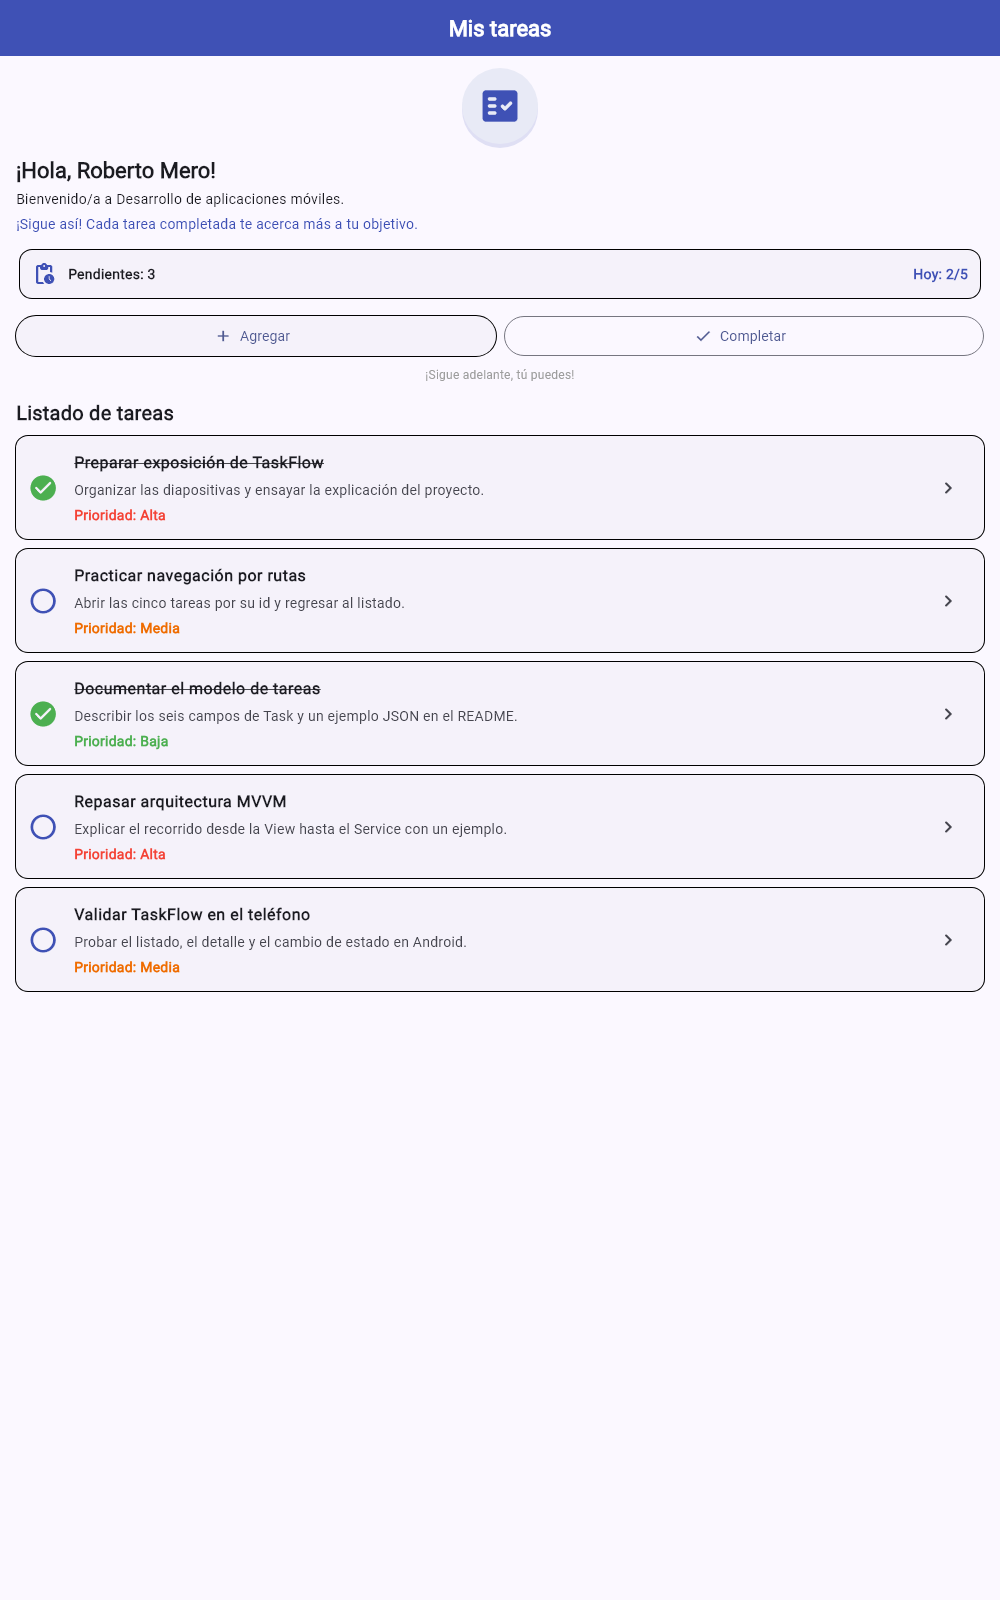 Mis tareas
¡Hola, Roberto Mero!
Bienvenido/a a Desarrollo de aplicaciones móviles.
¡Sigue así! Cada tarea completada te acerca más a tu objetivo.
Pendientes: 3
Hoy: 2/5
Agregar
Completar
¡Sigue adelante, tú puedes!
Listado de tareas
Preparar exposición de TaskFlow
Organizar las diapositivas y ensayar la explicación del proyecto.
Prioridad: Alta
Practicar navegación por rutas
Abrir las cinco tareas por su id y regresar al listado.
Prioridad: Media
Documentar el modelo de tareas
Describir los seis campos de Task y un ejemplo JSON en el README.
Prioridad: Baja
Repasar arquitectura MVVM
Explicar el recorrido desde la View hasta el Service con un ejemplo.
Prioridad: Alta
Validar TaskFlow en el teléfono
Probar el listado, el detalle y el cambio de estado en Android.
Prioridad: Media